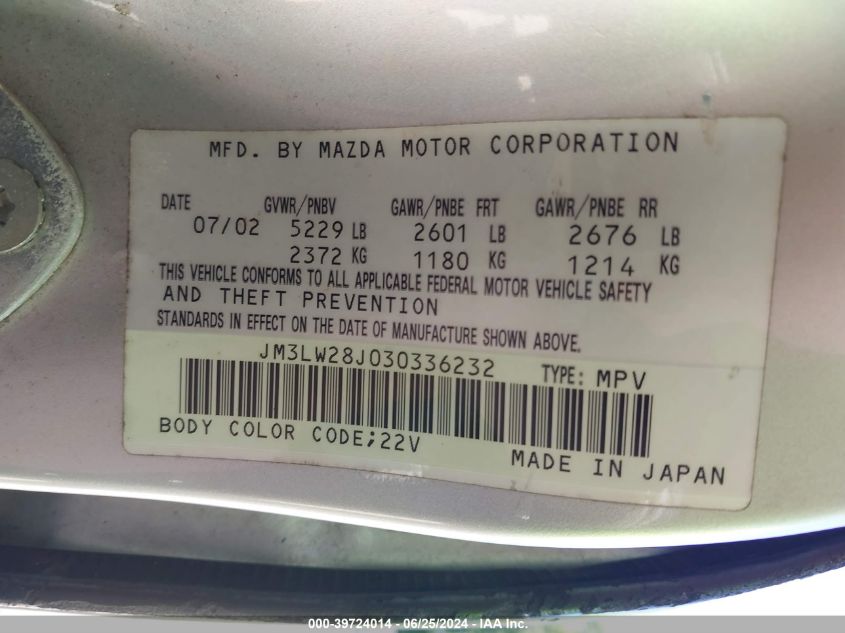 MFD. BY MAZDA MOTOR CORPORATION
DATE GVWR/PNBV GAWR/PNBE FRT GAWR/PNBE RR
07/02 5229 LB 2601 LB 2676 LB
2372 KG 1180 KG 1214 KG
THIS VEHICLE CONFORMS TO ALL APPLICABLE FEDERAL MOTOR VEHICLE SAFETY
AND THEFT PREVENTION
STANDARDS IN EFFECT ON THE DATE OF MANUFACTURE SHOWN ABOVE.
JM3LW28J030336232 TYPE: MPV
BODY COLOR CODE;22V
MADE IN JAPAN
000-39724014 - 06/25/2024 - IAA Inc.